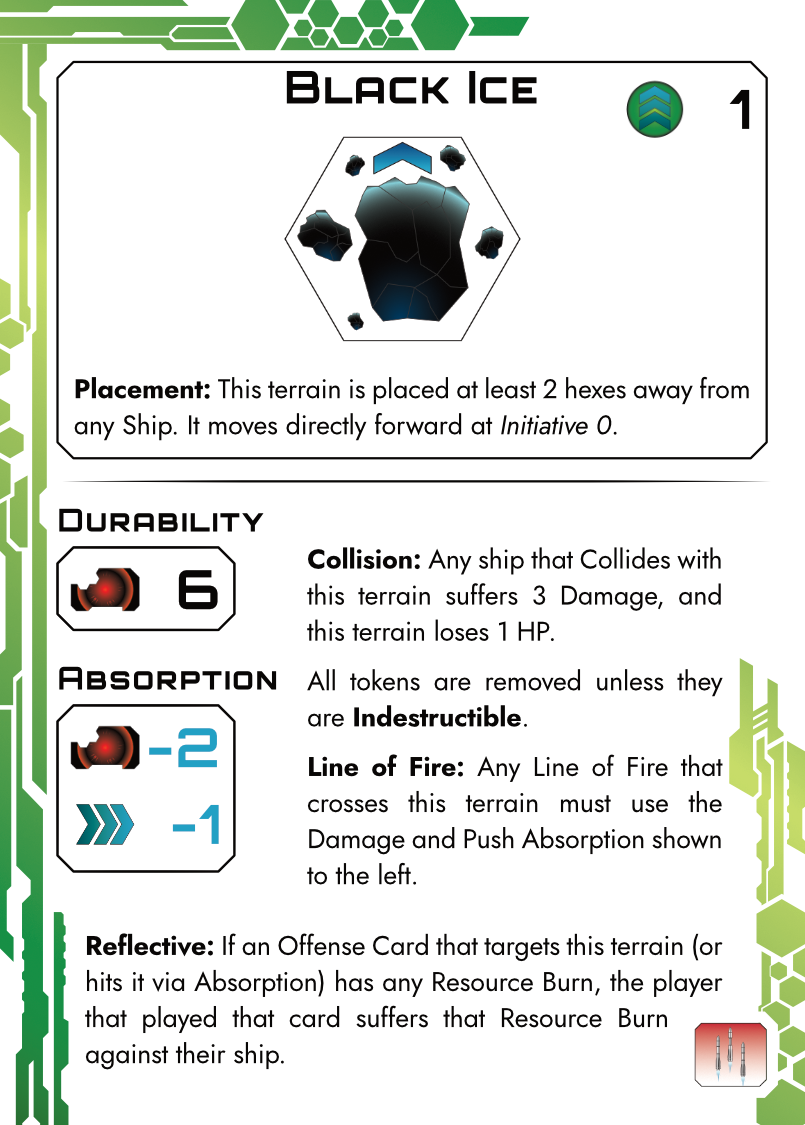 Black Ice
1
Placement: This terrain is placed at least 2 hexes away from
any Ship. It moves directly forward at Initiative 0.
Durability
6
Absorption
-2
-1
Collision: Any ship that Collides with
this terrain suffers 3 Damage, and
this terrain loses 1 HP.
All tokens are removed unless they
are Indestructible.
Line of Fire: Any Line of Fire that
crosses this terrain must use the
Damage and Push Absorption shown
to the left.
Reflective: If an Offense Card that targets this terrain (or
hits it via Absorption) has any Resource Burn, the player
that played that card suffers that Resource Burn
against their ship.